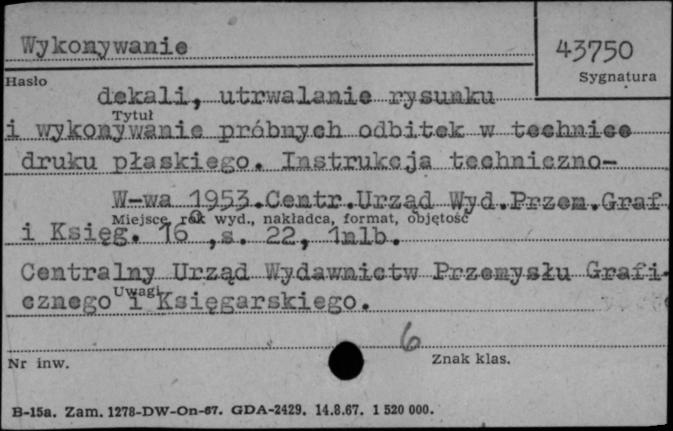 Wykonywanie
43750
Hasło
Sygnatura
dekali, utrwalanie rysunku
Tytuł
i wykonywanie próbnych odbitek w technice
druku płaskiego. Instrukcja techniczno-
W-wa 1953.Centr.Urząd Wyd.Przem.Graf
Miejsce, rok wyd., nakładca, format, objętość
i Księg. 16°,s. 22, 1nlb.
Centralny Urząd Wydawnictw Przemysłu Grafi-
cznego i Księgarskiego.
Uwagi
6
Nr inw.
Znak klas.
B-15a. Zam. 1278-DW-On-67. GDA-2429. 14.8.67. 1 520 000.